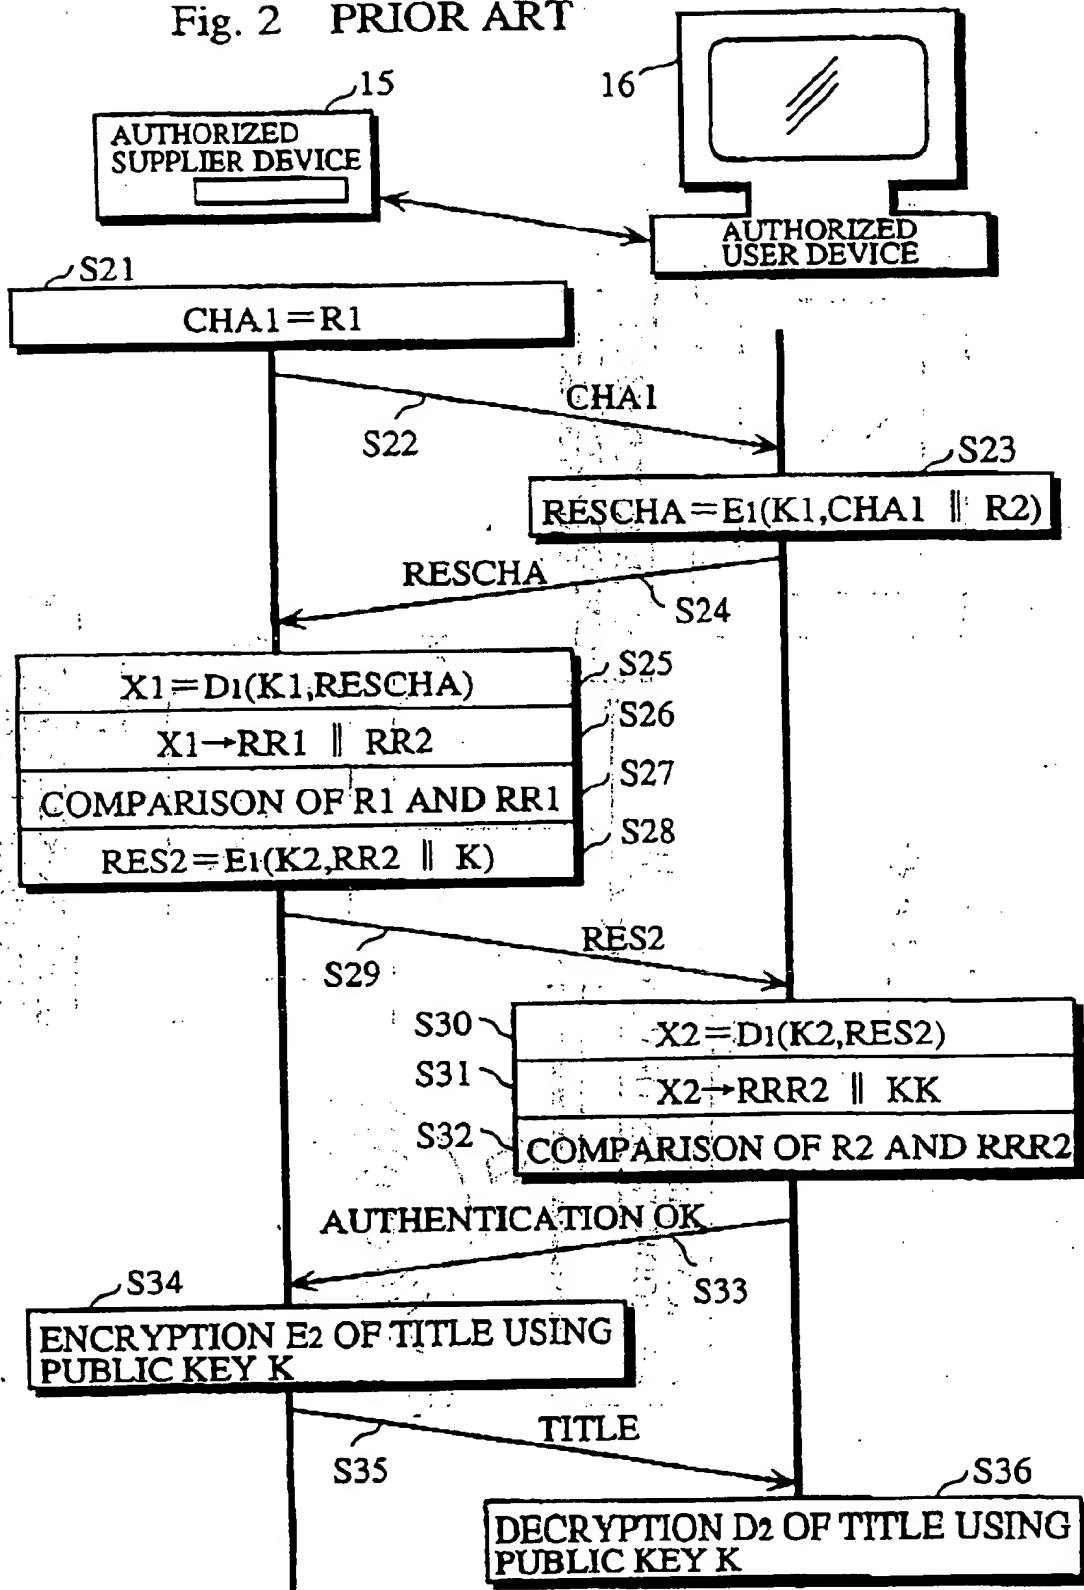 Fig. 2 PRIOR ART
15
16
AUTHORIZED
SUPPLIER DEVICE
AUTHORIZED
USER DEVICE
S21
CHA1=R1
CHA1
S22
S23
RESCHA=E1(K1,CHA1 || R2)
RESCHA
S24
X1=D1(K1,RESCHA)
S25
X1→RR1 || RR2
S26
COMPARISON OF R1 AND RR1
S27
RES2=E1(K2,RR2 || K)
S28
RES2
S29
S30
X2=D1(K2,RES2)
S31
X2→RRR2 || KK
S32
COMPARISON OF R2 AND RRR2
AUTHENTICATION OK
S33
S34
ENCRYPTION E2 OF TITLE USING
PUBLIC KEY K
TITLE
S35
S36
DECRYPTION D2 OF TITLE USING
PUBLIC KEY K